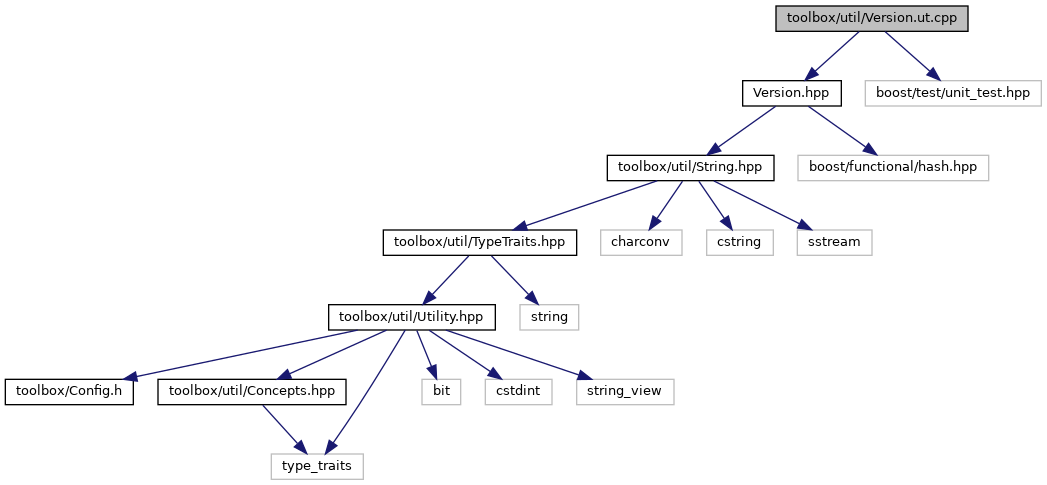 toolbox/util/Version.ut.cpp
Version.hpp
boost/test/unit_test.hpp
toolbox/util/String.hpp
boost/functional/hash.hpp
toolbox/util/TypeTraits.hpp
charconv
cstring
sstream
toolbox/util/Utility.hpp
string
toolbox/Config.h
toolbox/util/Concepts.hpp
bit
cstdint
string_view
type_traits